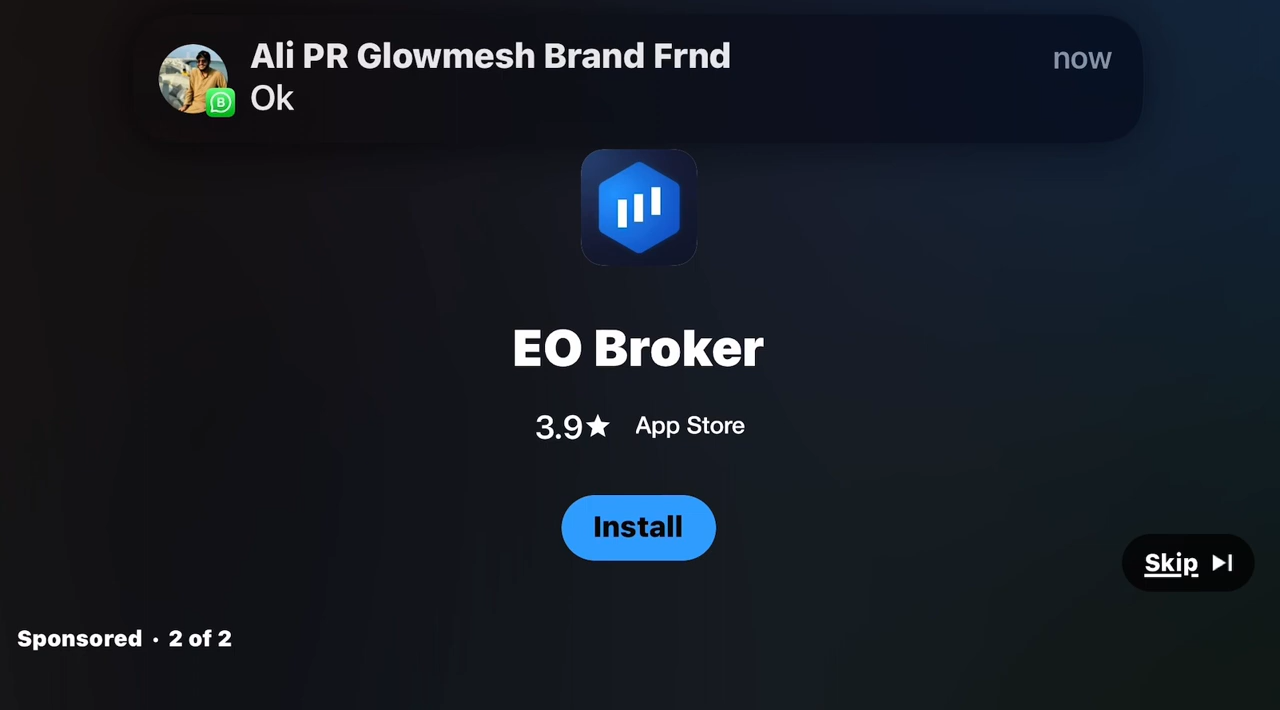 Ali PR Glowmesh Brand Frnd
now
Ok
EO Broker
3.9★ App Store
Install
Skip
Sponsored · 2 of 2